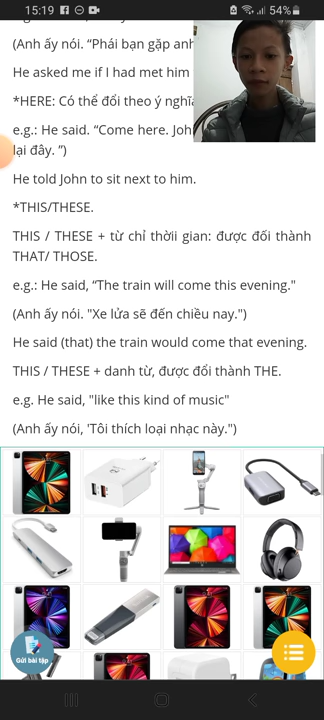 15:19
54%
(Anh ấy nói. “Phái bạn gặp anh
He asked me if I had met him
*HERE: Có thể đổi theo ý nghĩ
e.g.: He said. “Come here. Joh
lại đây. ”)
He told John to sit next to him.
*THIS/THESE.
THIS / THESE + từ chỉ thờii gian: được đối thành
THAT/ THOSE.
e.g.: He said, “The train will come this evening."
(Anh ấy nói. "Xe lửa sẽ đến chiều nay.")
He said (that) the train would come that evening.
THIS / THESE + danh từ, được đổi thành THE.
e.g. He said, "like this kind of music"
(Anh ấy nói, 'Tôi thích loại nhạc này.")
Gửi bài tập